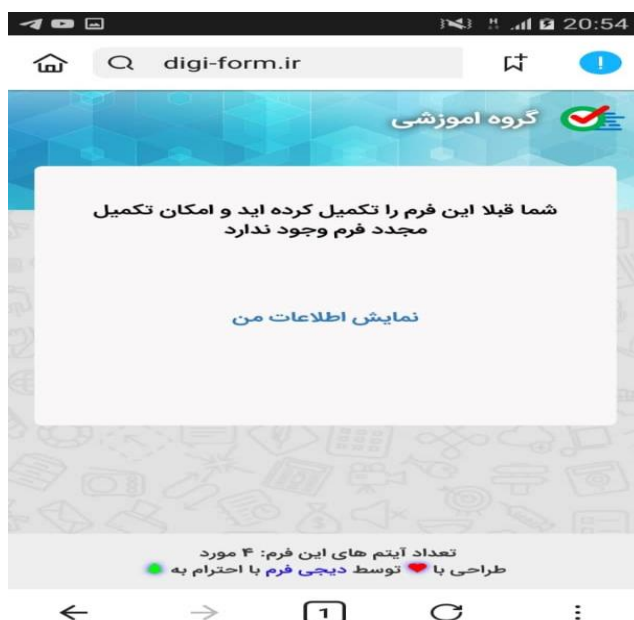 20:54
digi-form.ir
گروه اموزشی
شما قبلا این فرم را تکمیل کرده اید و امکان تکمیل
مجدد فرم وجود ندارد
نمایش اطلاعات من
تعداد آیتم های این فرم: ۴ مورد
طراحی با ❤ توسط دیجی فرم با احترام به
1